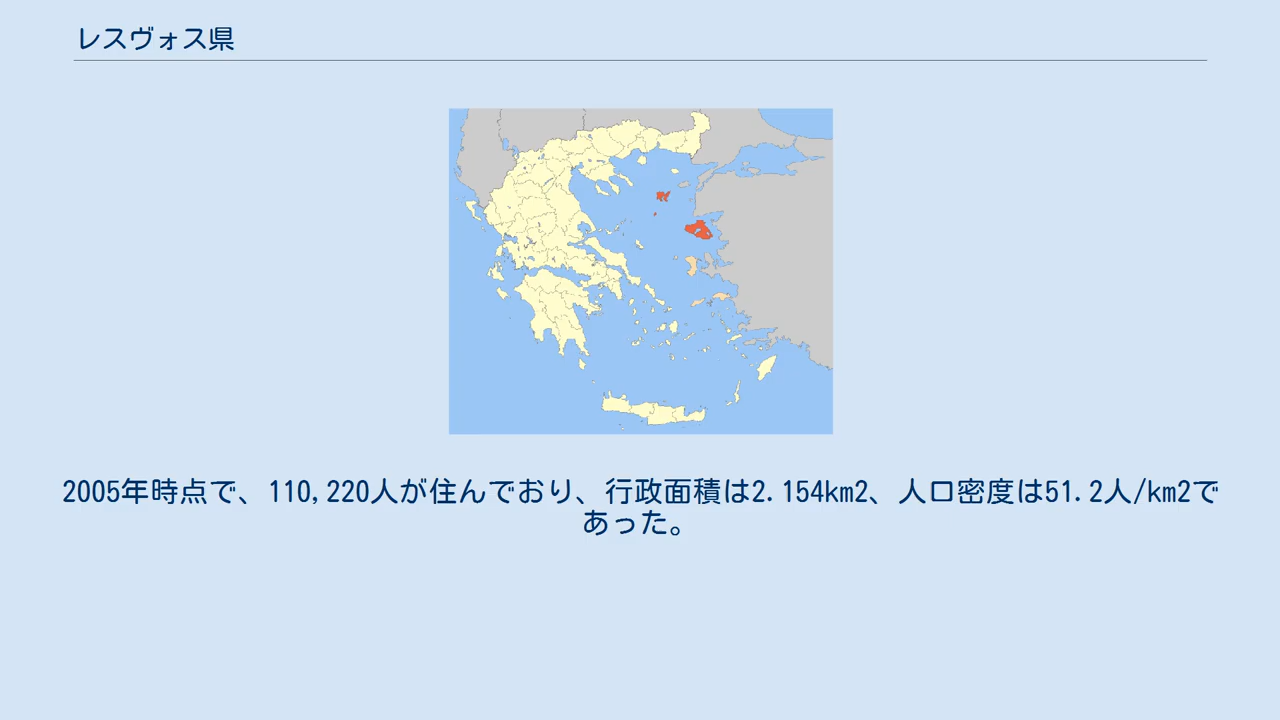 レスヴォス県
2005年時点で、110,220人が住んでおり、行政面積は2.154km2、人口密度は51.2人/km2で
あった。